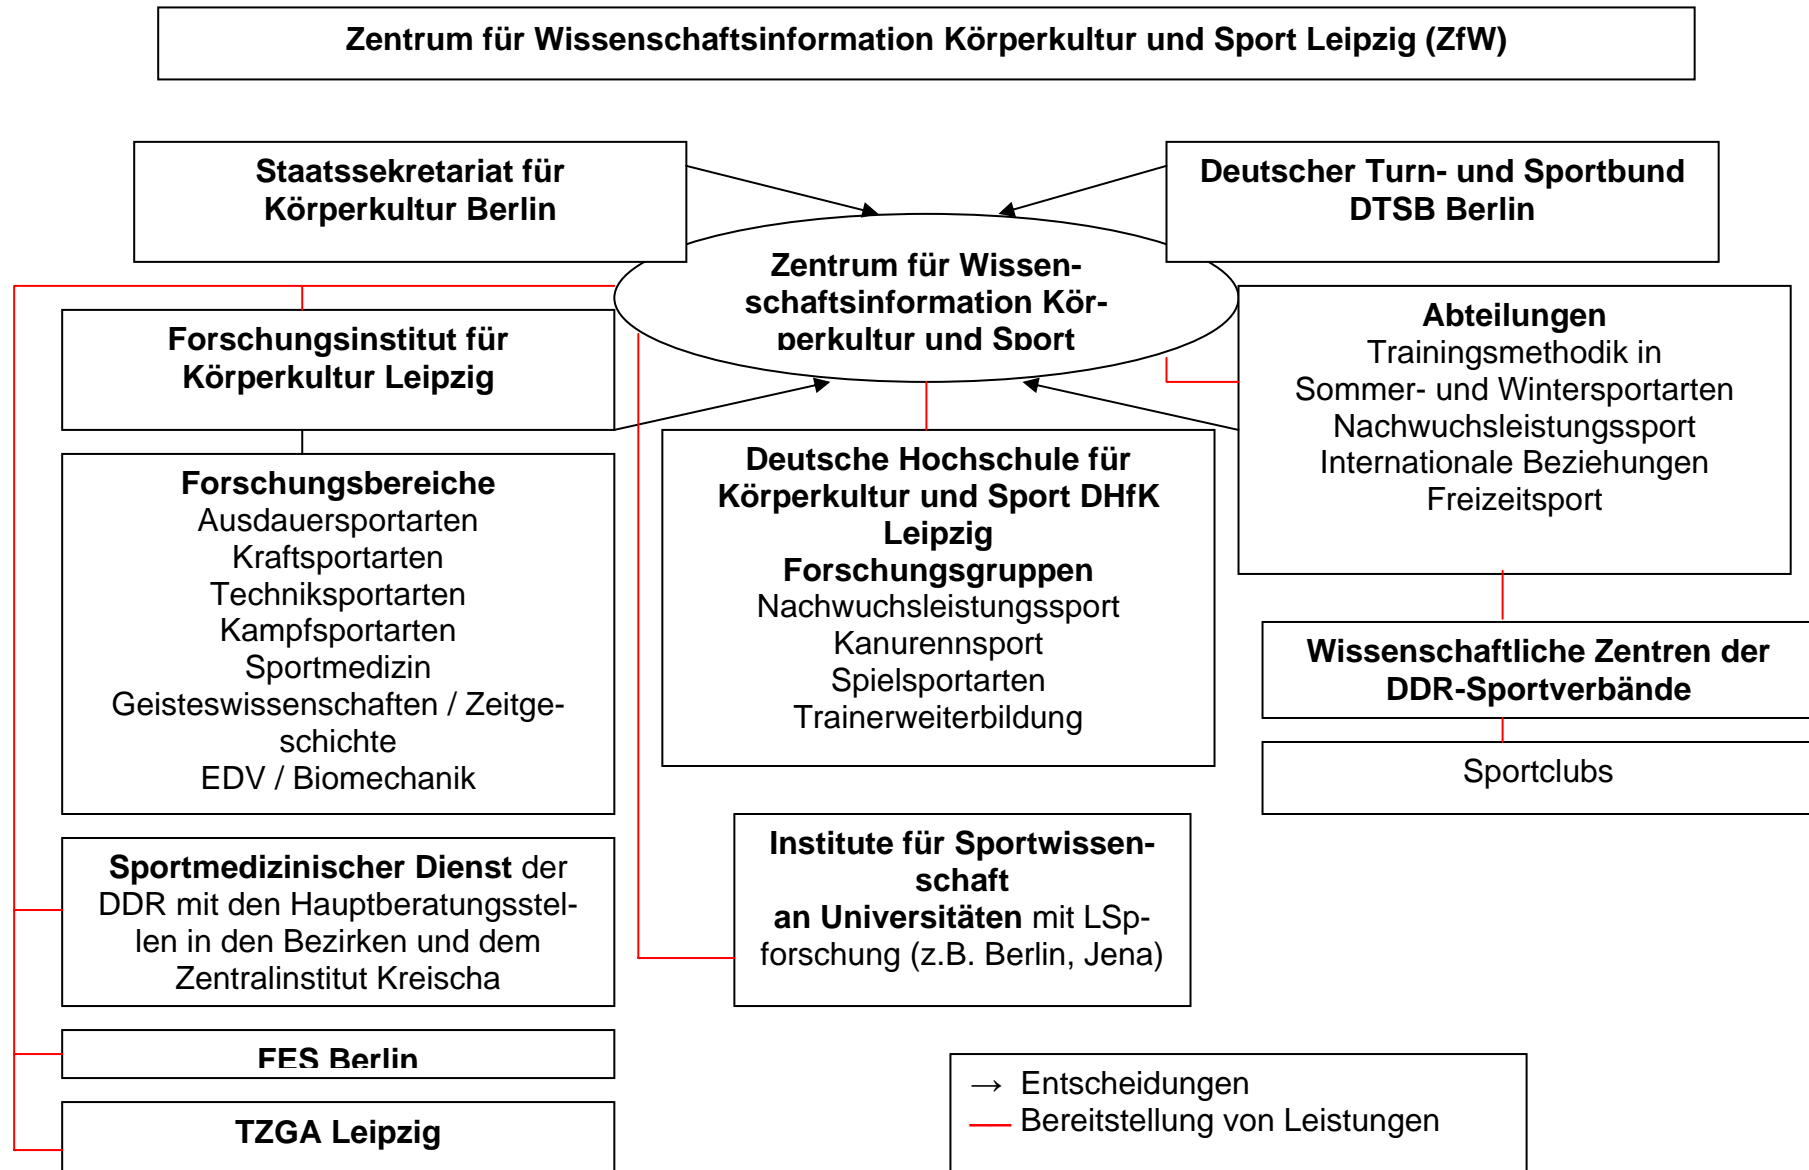 Zentrum für Wissenschaftsinformation Körperkultur und Sport Leipzig (ZfW)
Staatssekretariat für
Körperkultur Berlin
Deutscher Turn- und Sportbund
DTSB Berlin
Zentrum für Wissen-
schaftsinformation Kör-
perkultur und Sport
Forschungsinstitut für
Körperkultur Leipzig
Abteilungen
Trainingsmethodik in
Sommer- und Wintersportarten
Nachwuchsleistungssport
Internationale Beziehungen
Freizeitsport
Forschungsbereiche
Ausdauersportarten
Kraftsportarten
Techniksportarten
Kampfsportarten
Sportmedizin
Geisteswissenschaften / Zeitge-
schichte
EDV / Biomechanik
Deutsche Hochschule für
Körperkultur und Sport DHfK
Leipzig
Forschungsgruppen
Nachwuchsleistungssport
Kanurennsport
Spielsportarten
Trainerweiterbildung
Wissenschaftliche Zentren der
DDR-Sportverbände
Sportclubs
Sportmedizinischer Dienst der
DDR mit den Hauptberatungsstel-
len in den Bezirken und dem
Zentralinstitut Kreischa
Institute für Sportwissen-
schaft
an Universitäten mit LSp-
forschung (z.B. Berlin, Jena)
FES Berlin
TZGA Leipzig
→ Entscheidungen
Bereitstellung von Leistungen